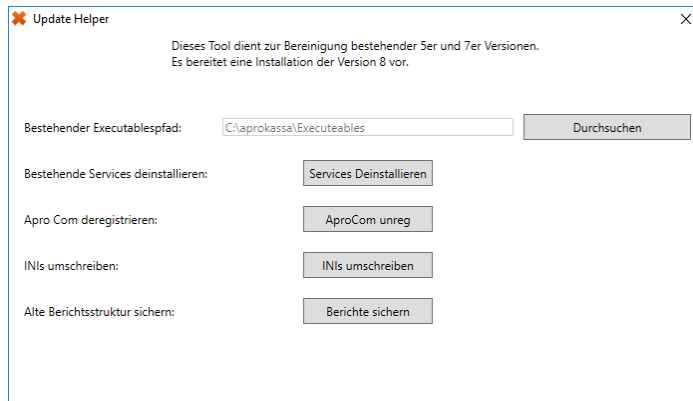 Update Helper
Dieses Tool dient zur Bereinigung bestehender 5er und 7er Versionen.
Es bereitet eine Installation der Version 8 vor.
Bestehender Executablespfad: C:\aprokassa\Executeables Durchsuchen
Bestehende Services deinstallieren: Services Deinstallieren
Apro Com deregistrieren: AproCom unreg
INIs umschreiben: INIs umschreiben
Alte Berichtsstruktur sichern: Berichte sichern